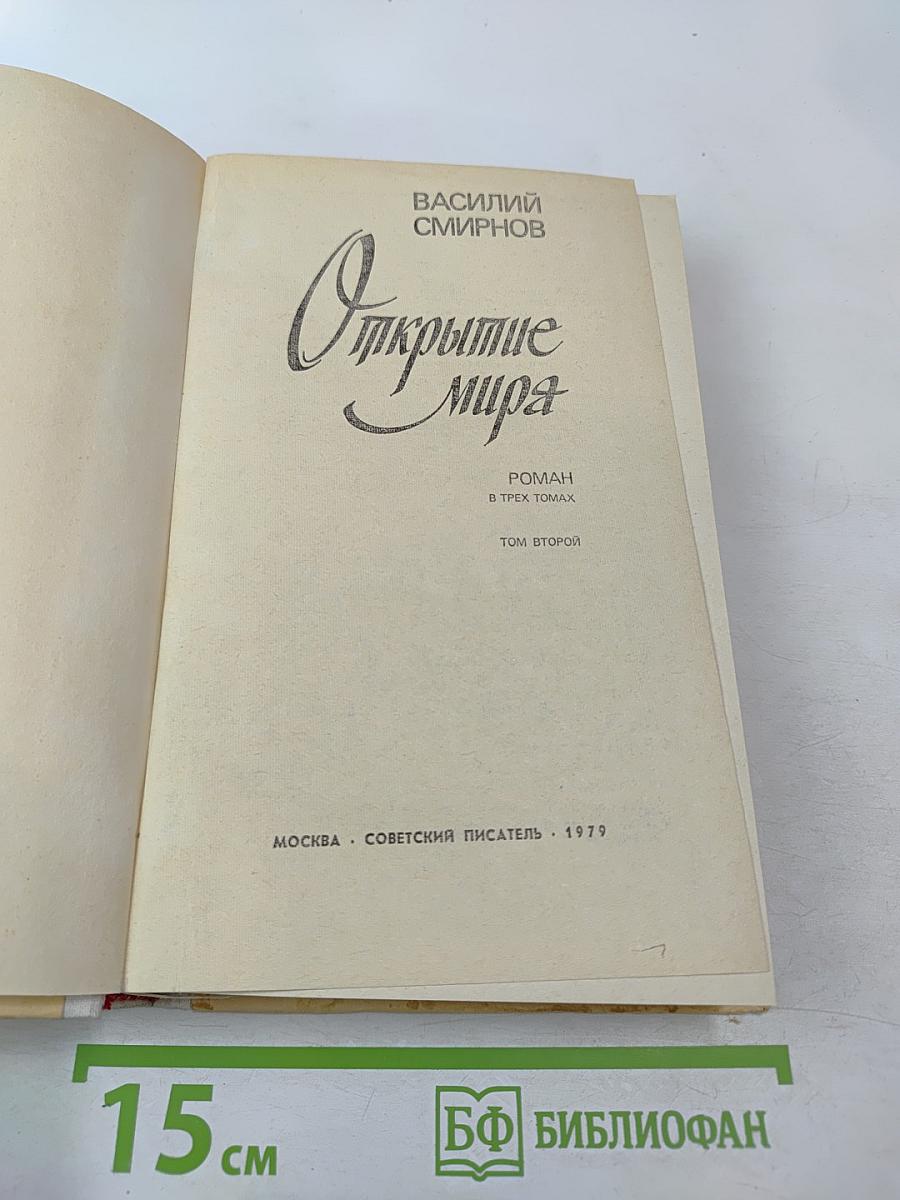 ВАСИЛИЙ
СМИРНОВ
Открытие
мира
РОМАН
В ТРЕХ ТОМАХ
ТОМ ВТОРОЙ
МОСКВА · СОВЕТСКИЙ ПИСАТЕЛЬ · 1979
15 см
БФ БИБЛИОФАН